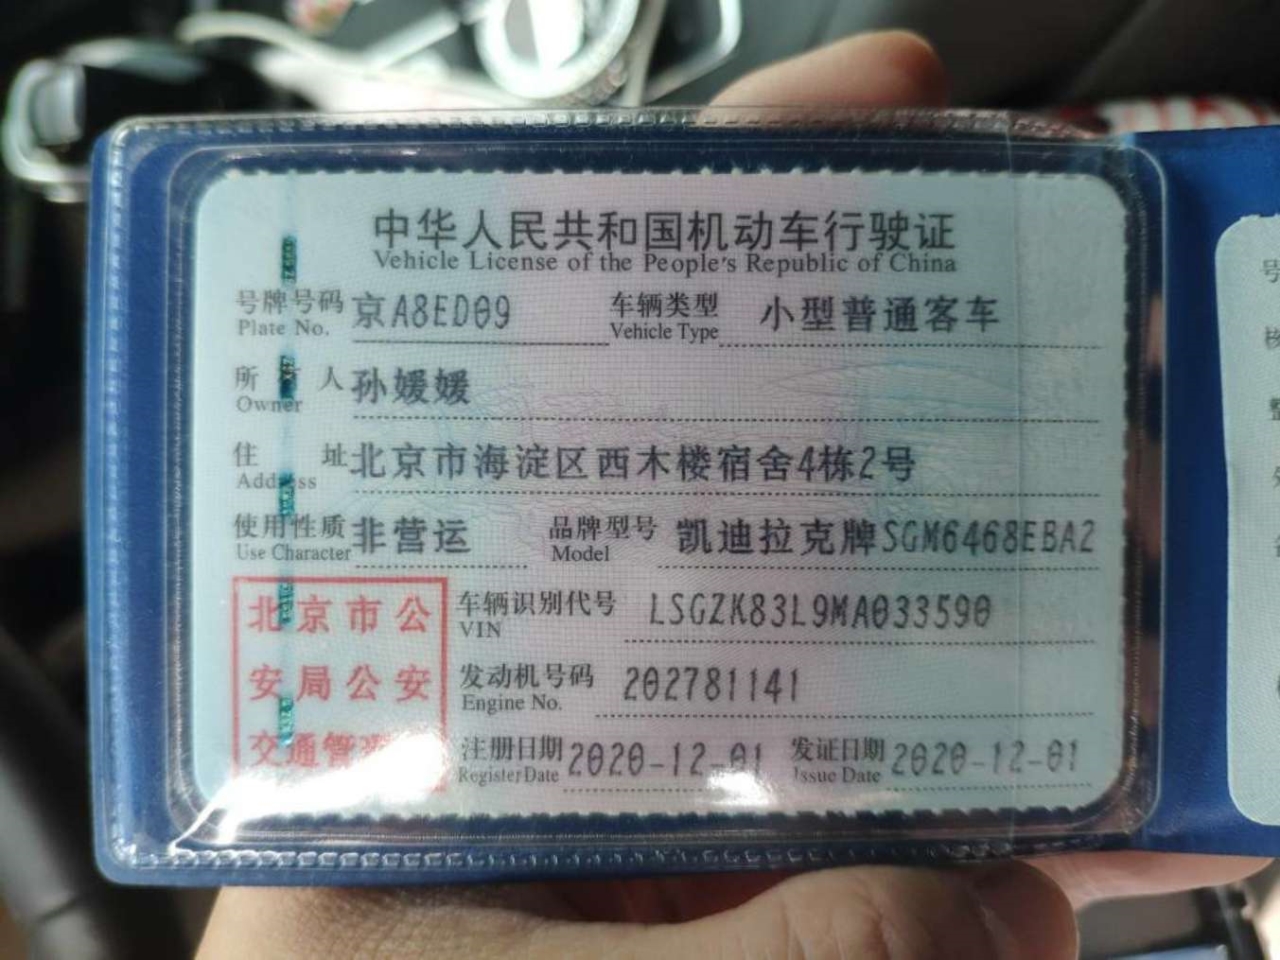 中华人民共和国机动车行驶证
Vehicle License of the People's Republic of China
号牌号码 京A8ED09 车辆类型 小型普通客车
Plate No. Vehicle Type
所 人 孙媛媛
Owner
住 址 北京市海淀区西木楼宿舍4栋2号
Address
使用性质 非营运 品牌型号 凯迪拉克牌SGM6468EBA2
Use Character Model
北京市公 车辆识别代号 LSGZK83L9MA033590
VIN
安局公安 发动机号码 202781141
Engine No.
交通管 注册日期 2020-12-01 发证日期 2020-12-01
Register Date Issue Date
号